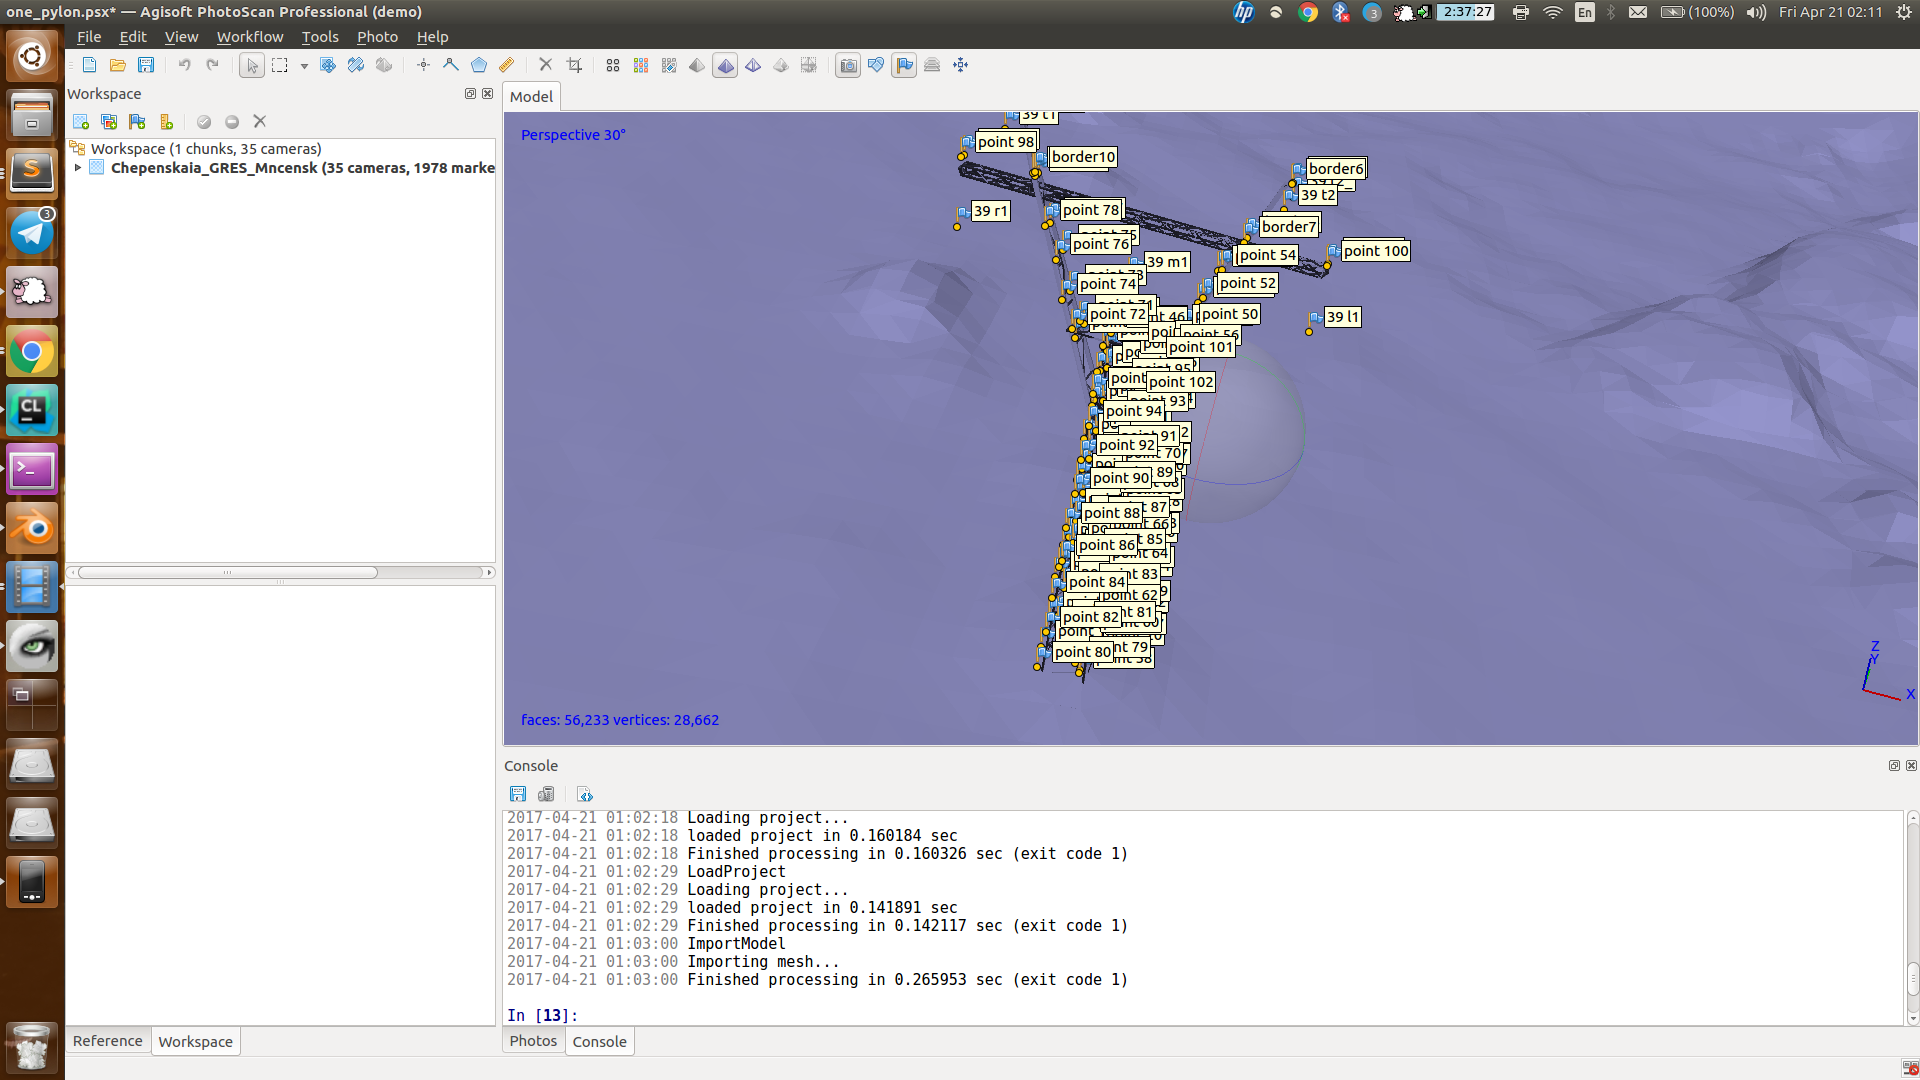 one_pylon.psx* — Agisoft PhotoScan Professional (demo)
3
2:37:27
En
(100%)
Fri Apr 21 02:11
File Edit View Workflow Tools Photo Help
Workspace
Workspace (1 chunks, 35 cameras)
Chepenskaia_GRES_Mncensk (35 cameras, 1978 marke
Reference
Workspace
Model
Perspective 30°
39 t1
point 98
border10
border6
39 t2
39 r1
point 78
border7
point 76
point 100
point 54
39 m1
point 74
point 52
point 72
point 50
39 l1
point 56
point 101
point 102
point 94
point 92
point 90
point 88
point 86
point 84
point 82
point 80
Z
Y
X
faces: 56,233 vertices: 28,662
Console
2017-04-21 01:02:18 Loading project...
2017-04-21 01:02:18 loaded project in 0.160184 sec
2017-04-21 01:02:18 Finished processing in 0.160326 sec (exit code 1)
2017-04-21 01:02:29 LoadProject
2017-04-21 01:02:29 Loading project...
2017-04-21 01:02:29 loaded project in 0.141891 sec
2017-04-21 01:02:29 Finished processing in 0.142117 sec (exit code 1)
2017-04-21 01:03:00 ImportModel
2017-04-21 01:03:00 Importing mesh...
2017-04-21 01:03:00 Finished processing in 0.265953 sec (exit code 1)
In [13]:
Photos
Console